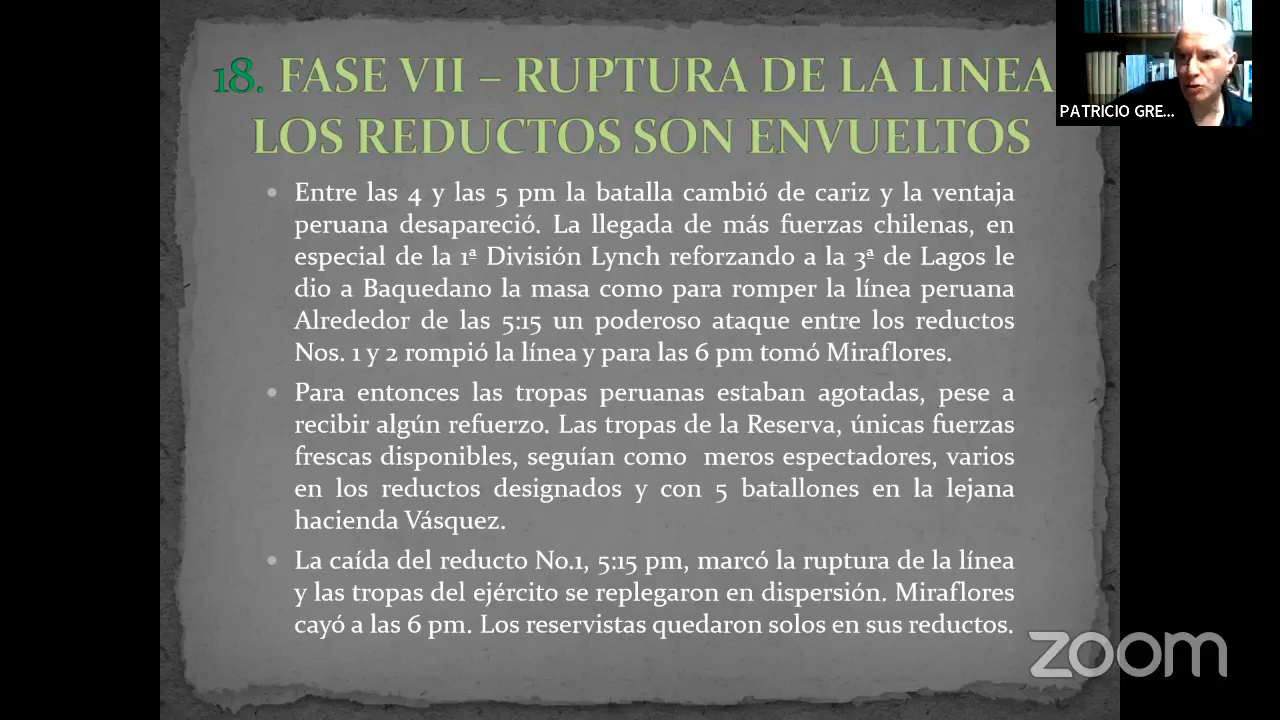 18. FASE VII – RUPTURA DE LA LINEA
LOS REDUCTOS SON ENVUELTOS
PATRICIO GRE...
• Entre las 4 y las 5 pm la batalla cambió de cariz y la ventaja
peruana desapareció. La llegada de más fuerzas chilenas, en
especial de la 1ª División Lynch reforzando a la 3ª de Lagos le
dio a Baquedano la masa como para romper la línea peruana
Alrededor de las 5:15 un poderoso ataque entre los reductos
Nos. 1 y 2 rompió la línea y para las 6 pm tomó Miraflores.
• Para entonces las tropas peruanas estaban agotadas, pese a
recibir algún refuerzo. Las tropas de la Reserva, únicas fuerzas
frescas disponibles, seguían como meros espectadores, varios
en los reductos designados y con 5 batallones en la lejana
hacienda Vásquez.
• La caída del reducto No.1, 5:15 pm, marcó la ruptura de la línea
y las tropas del ejército se replegaron en dispersión. Miraflores
cayó a las 6 pm. Los reservistas quedaron solos en sus reductos.
zoom